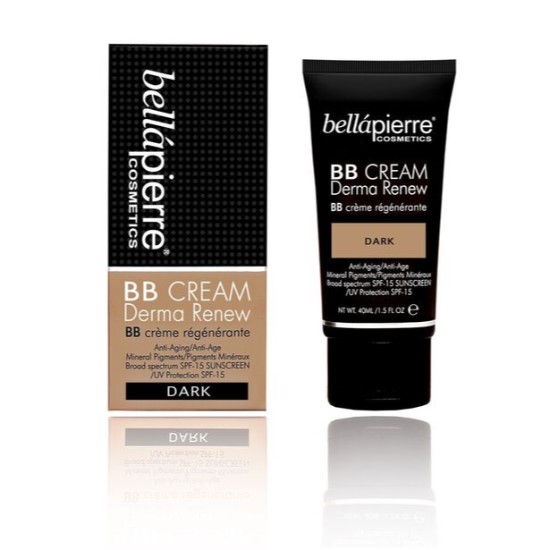 bellápierre®
COSMETICS
BB CREAM
Derma Renew
BB crème régénérante
Anti-Aging/Anti-Age
Mineral Pigments/Pigments Minéraux
Broad spectrum SPF-15 SUNSCREEN
/UV Protection SPF-15
DARK
bellápierre®
COSMETICS
BB CREAM
Derma Renew
BB crème régénérante
DARK
Anti-Aging/Anti-Age
Mineral Pigments/Pigments Minéraux
Broad spectrum SPF-15 SUNSCREEN
/UV Protection SPF-15
NT WT. 40ML/1.5 FL OZ e